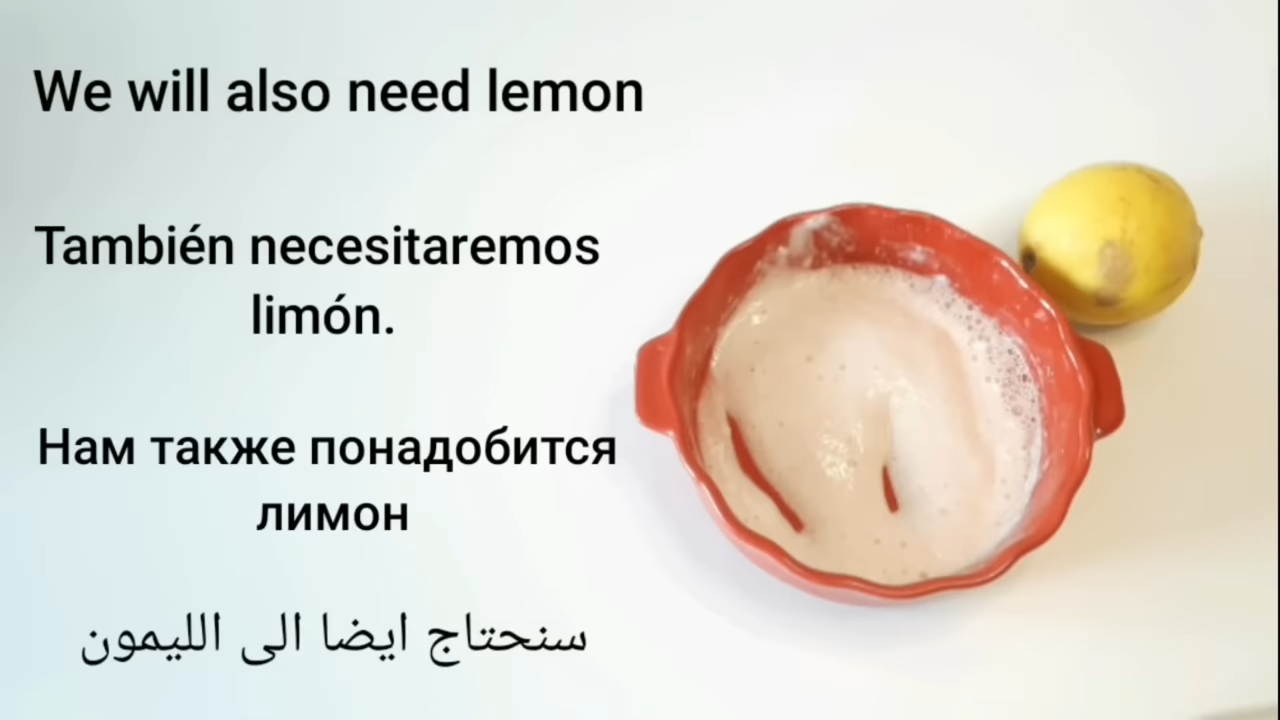 We will also need lemon
También necesitaremos
limón.
Нам также понадобится
лимон
سنحتاج ايضا الى الليمون